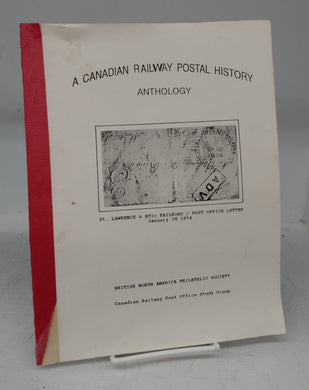 A CANADIAN RAILWAY POSTAL HISTORY
ANTHOLOGY
ADV
St. LAWRENCE & ATL. RAILROAD / POST OFFICE LETTER
January 26 1854
BRITISH NORTH AMERICA PHILATELIC SOCIETY
Canadian Railway Post Office Study Group